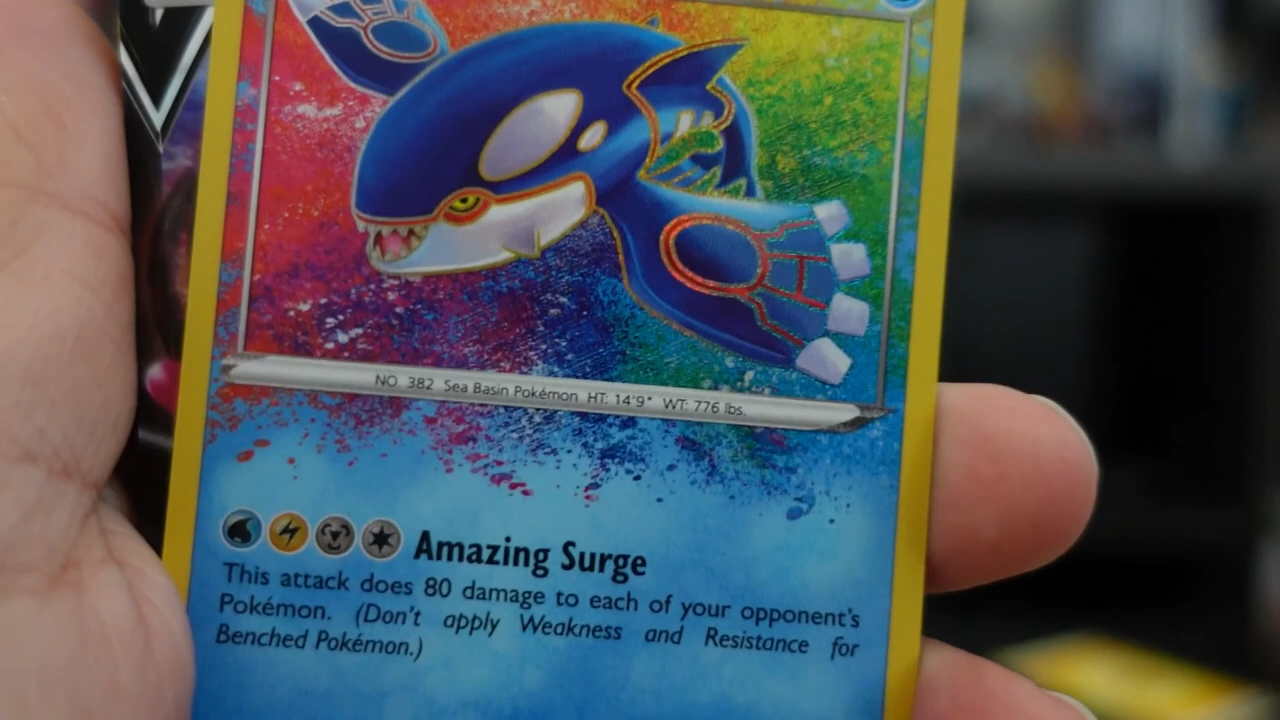 NO. 382 Sea Basin Pokémon HT: 14'9" WT: 776 lbs.
Amazing Surge
This attack does 80 damage to each of your opponent's
Pokémon. (Don't apply Weakness and Resistance for
Benched Pokémon.)